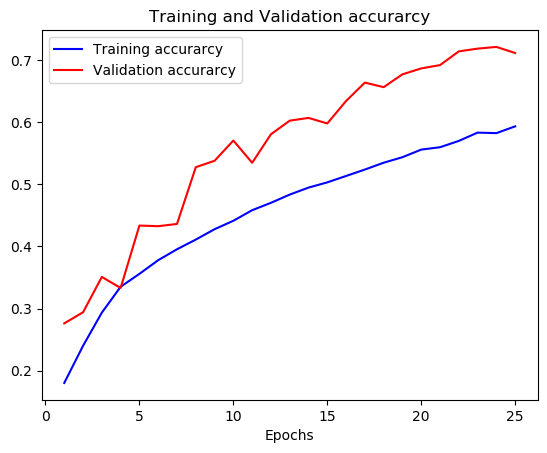 Training and Validation accurarcy
Training accurarcy
Validation accurarcy
0.7
0.6
0.5
0.4
0.3
0.2
0 5 10 15 20 25
Epochs